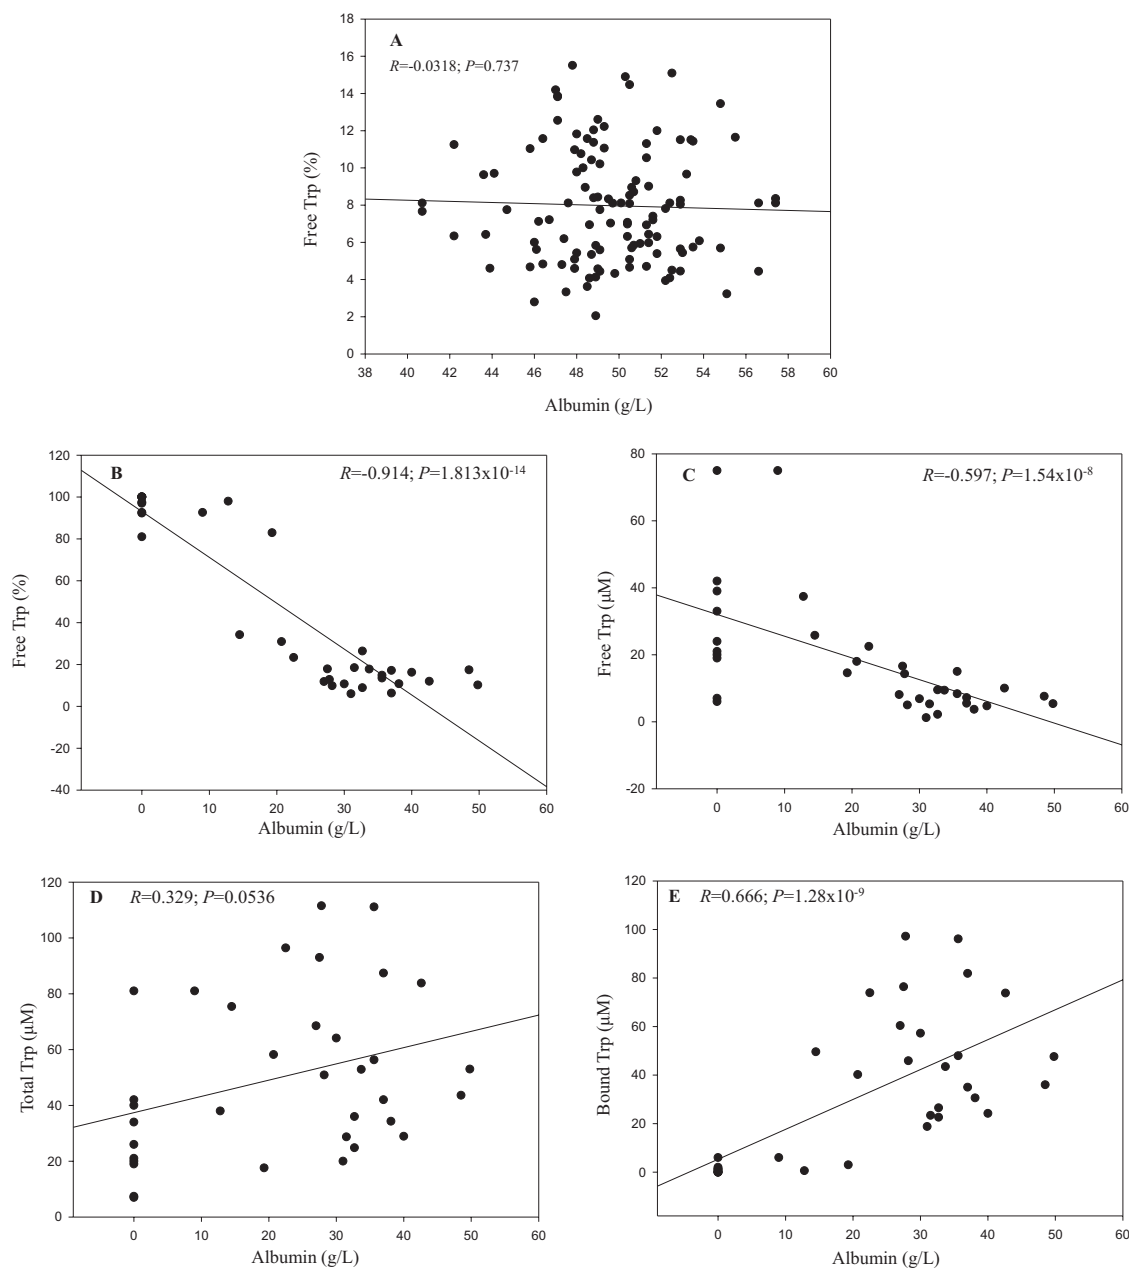 A
R=-0.0318; P=0.737
18
16
14
12
10
8
6
4
2
0
Free Trp (%)
38 40 42 44 46 48 50 52 54 56 58 60
Albumin (g/L)
B
R=-0.914; P=1.813x10-14
120
100
80
60
40
20
0
-20
-40
Free Trp (%)
0 10 20 30 40 50 60
Albumin (g/L)
C
R=-0.597; P=1.54x10-8
80
60
40
20
0
-20
Free Trp (µM)
0 10 20 30 40 50 60
Albumin (g/L)
D R=0.329; P=0.0536
120
100
80
60
40
20
0
Total Trp (µM)
0 10 20 30 40 50 60
Albumin (g/L)
E R=0.666; P=1.28x10-9
120
100
80
60
40
20
0
Bound Trp (µM)
0 10 20 30 40 50 60
Albumin (g/L)